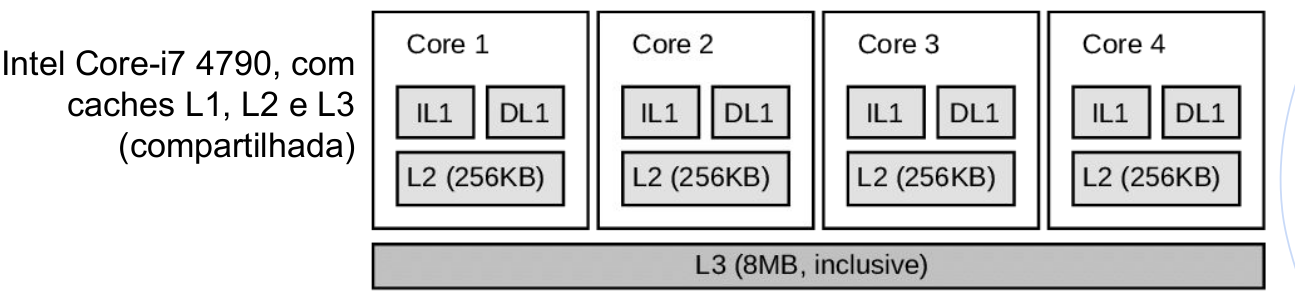 Intel Core-i7 4790, com
caches L1, L2 e L3
(compartilhada)
Core 1
IL1 DL1
L2 (256KB)
Core 2
IL1 DL1
L2 (256KB)
Core 3
IL1 DL1
L2 (256KB)
Core 4
IL1 DL1
L2 (256KB)
L3 (8MB, inclusive)